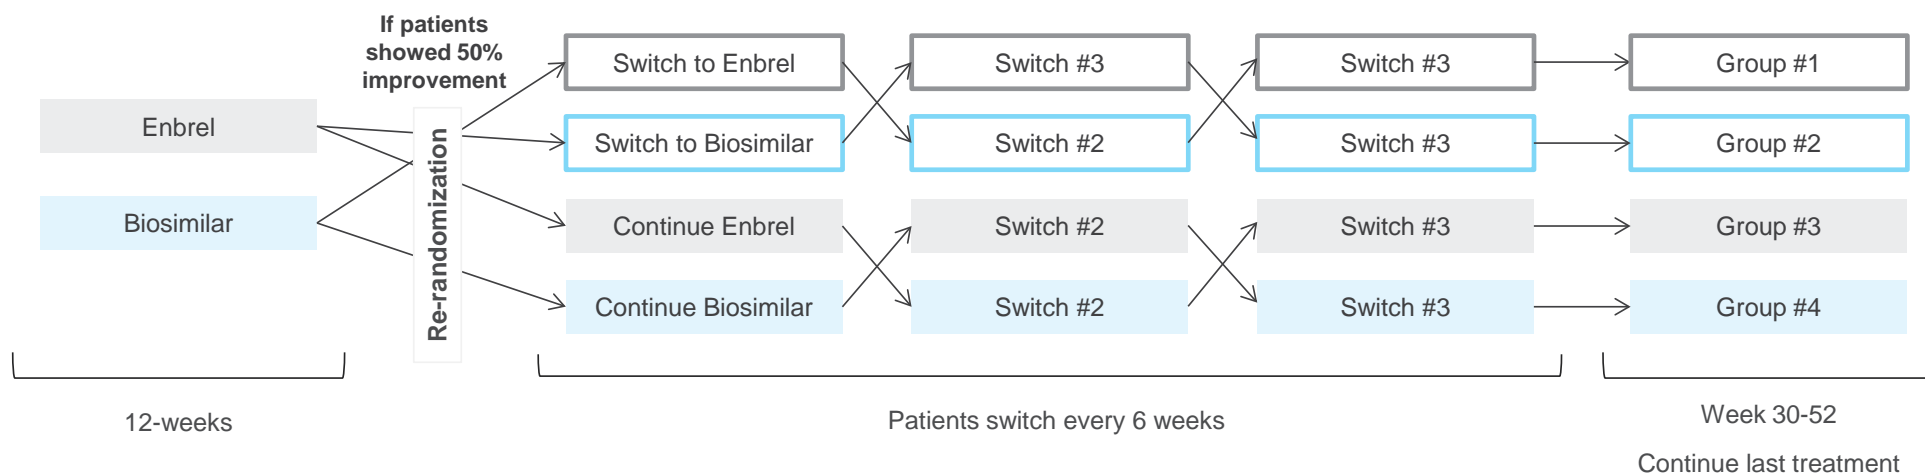 If patients
showed 50%
improvement
Enbrel
Biosimilar
Re-randomization
Switch to Enbrel
Switch #3
Switch #3
Group #1
Switch to Biosimilar
Switch #2
Switch #3
Group #2
Continue Enbrel
Switch #2
Switch #3
Group #3
Continue Biosimilar
Switch #2
Switch #3
Group #4
12-weeks
Patients switch every 6 weeks
Week 30-52
Continue last treatment